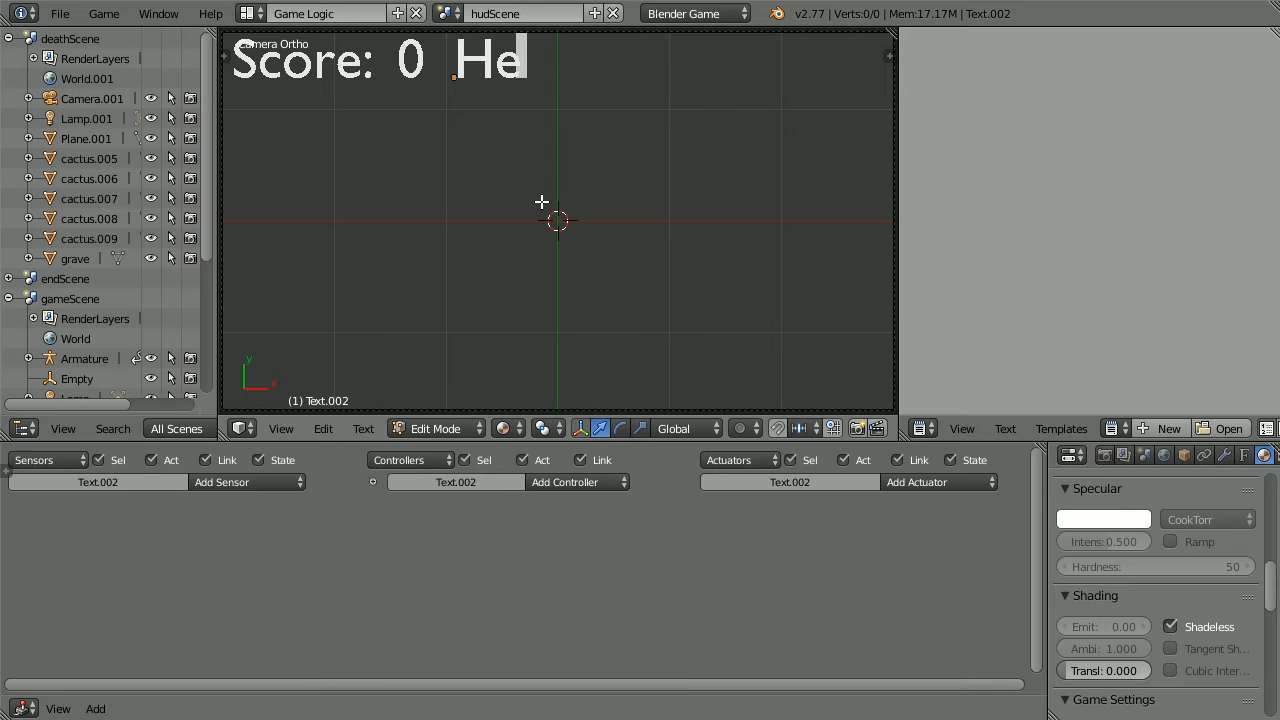 File Game Window Help Game Logic hudScene Blender Game v2.77 | Verts:0/0 | Mem:17.17M | Text.002
deathScene
RenderLayers
World.001
Camera.001
Lamp.001
Plane.001
cactus.005
cactus.006
cactus.007
cactus.008
cactus.009
grave
endScene
gameScene
RenderLayers
World
Armature
Empty
View Search All Scenes
Camera Ortho
Score: 0 He
y
x
(1) Text.002
View Edit Text Edit Mode Global
View Text Templates New Open
Sensors Sel Act Link State Controllers Sel Act Link Actuators Sel Act Link State
Text.002 Add Sensor Text.002 Add Controller Text.002 Add Actuator
Specular
CookTorr
Intens: 0.500 Ramp
Hardness: 50
Shading
Emit: 0.00 Shadeless
Ambi: 1.000 Tangent Sh...
Transl: 0.000 Cubic Inter...
Game Settings
View Add